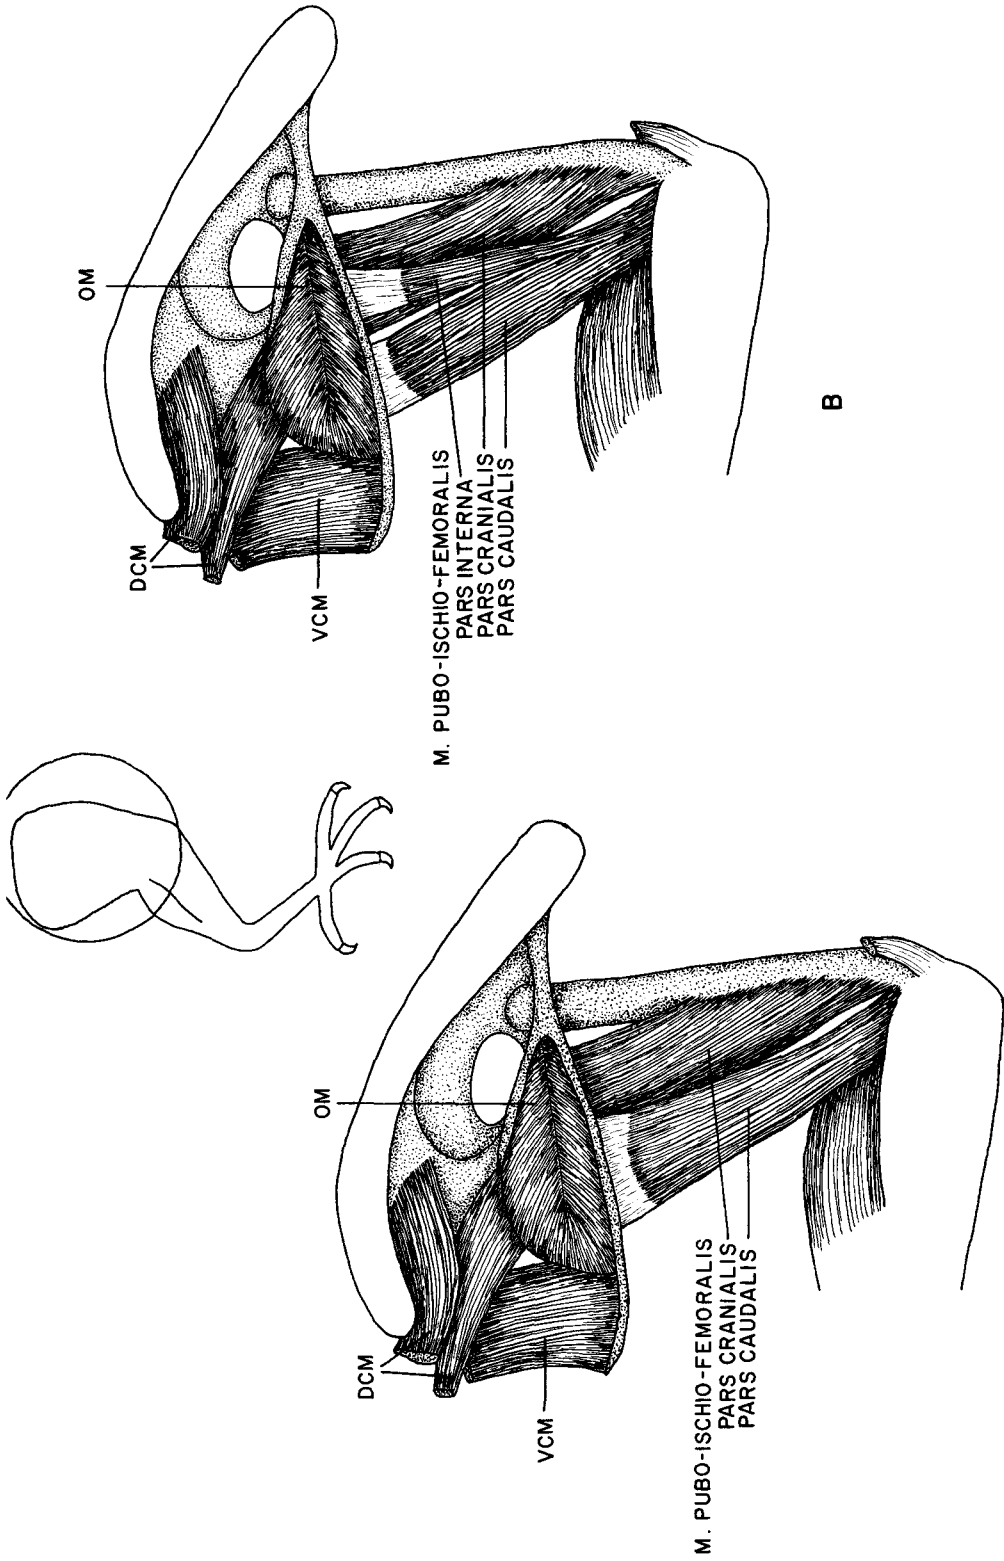 OM
DCM
VCM
M. PUBO-ISCHIO-FEMORALIS
PARS CRANIALIS
PARS CAUDALIS
OM
DCM
VCM
M. PUBO-ISCHIO-FEMORALIS
PARS INTERNA
PARS CRANIALIS
PARS CAUDALIS
B